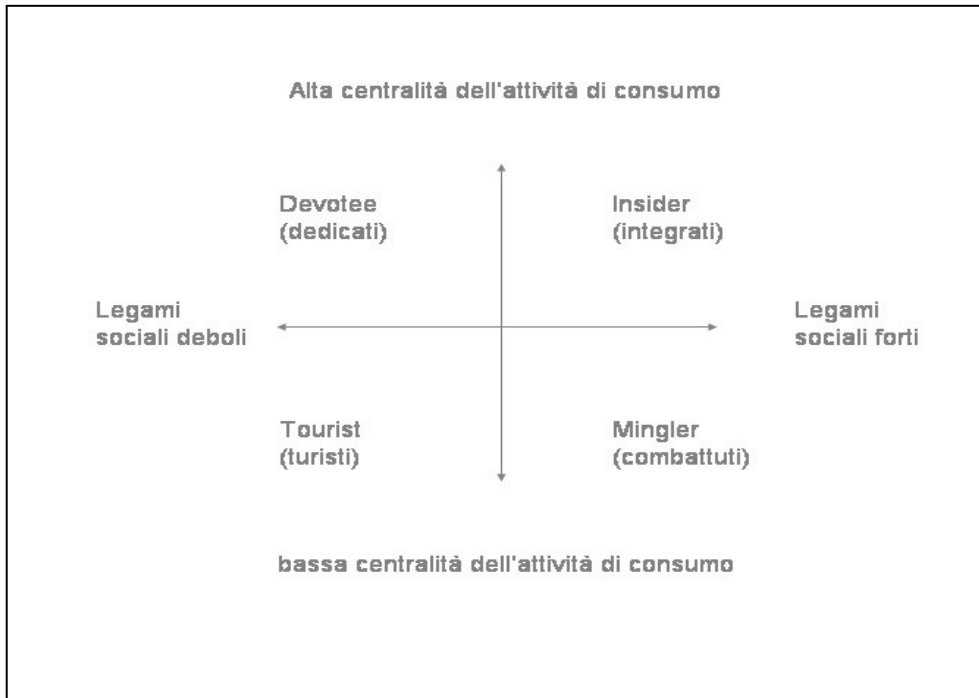 Alta centralità dell'attività di consumo
Devotee
(dedicati)
Insider
(integrati)
Legami
sociali deboli
Legami
sociali forti
Tourist
(turisti)
Mingler
(combattuti)
bassa centralità dell'attività di consumo